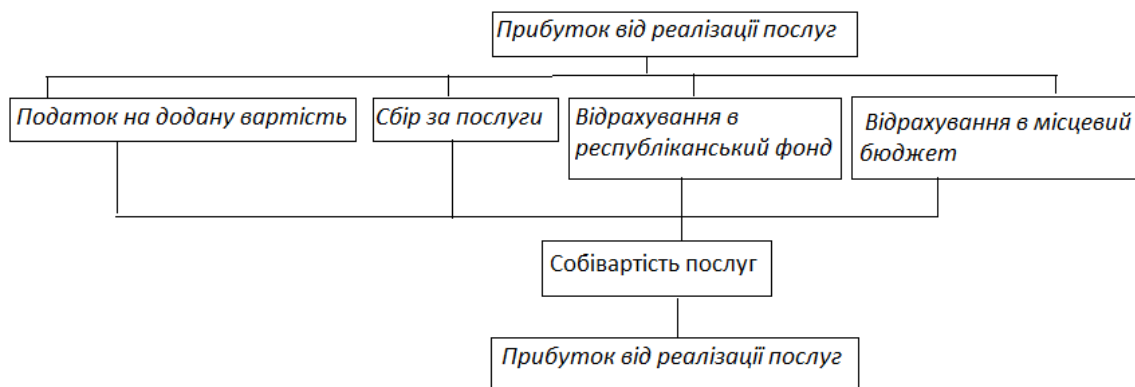 Прибуток від реалізації послуг
Податок на додану вартість
Сбір за послуги
Відрахування в
республіканський фонд
Відрахування в місцевий
бюджет
Собівартість послуг
Прибуток від реалізації послуг